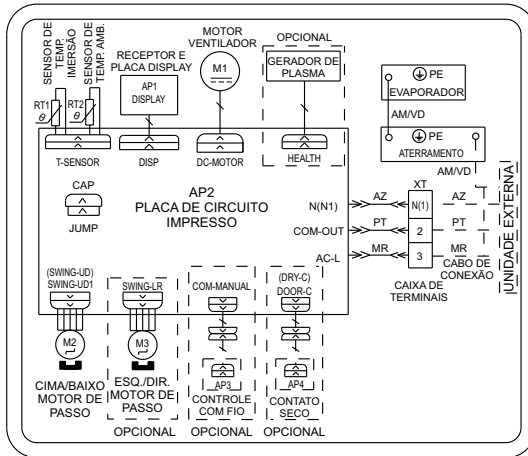 SENSOR DE
TEMP.
IMERSÃO
SENSOR DE
TEMP. AMB.
RECEPTOR E
PLACA DISPLAY
MOTOR
VENTILADOR
OPCIONAL
GERADOR DE
PLASMA
RT1
θ
RT2
θ
AP1
DISPLAY
M1
PE
EVAPORADOR
AM/VD
PE
ATERRAMENTO
AM/VD
T-SENSOR
DISP
DC-MOTOR
HEALTH
CAP
JUMP
AP2
PLACA DE CIRCUITO
IMPRESSO
N(N1)
AZ
XT
N(1)
AZ
COM-OUT
PT
2
PT
AC-L
MR
3
MR
CAIXA DE
TERMINAIS
CABO DE
CONEXÃO
UNIDADE EXTERNA
(SWING-UD)
SWING-UD1
SWING-LR
COM-MANUAL
(DRY-C)
DOOR-C
M2
M3
AP3
AP4
CIMA/BAIXO
MOTOR DE
PASSO
ESQ./DIR.
MOTOR DE
PASSO
CONTROLE
COM FIO
CONTATO
SECO
OPCIONAL
OPCIONAL
OPCIONAL